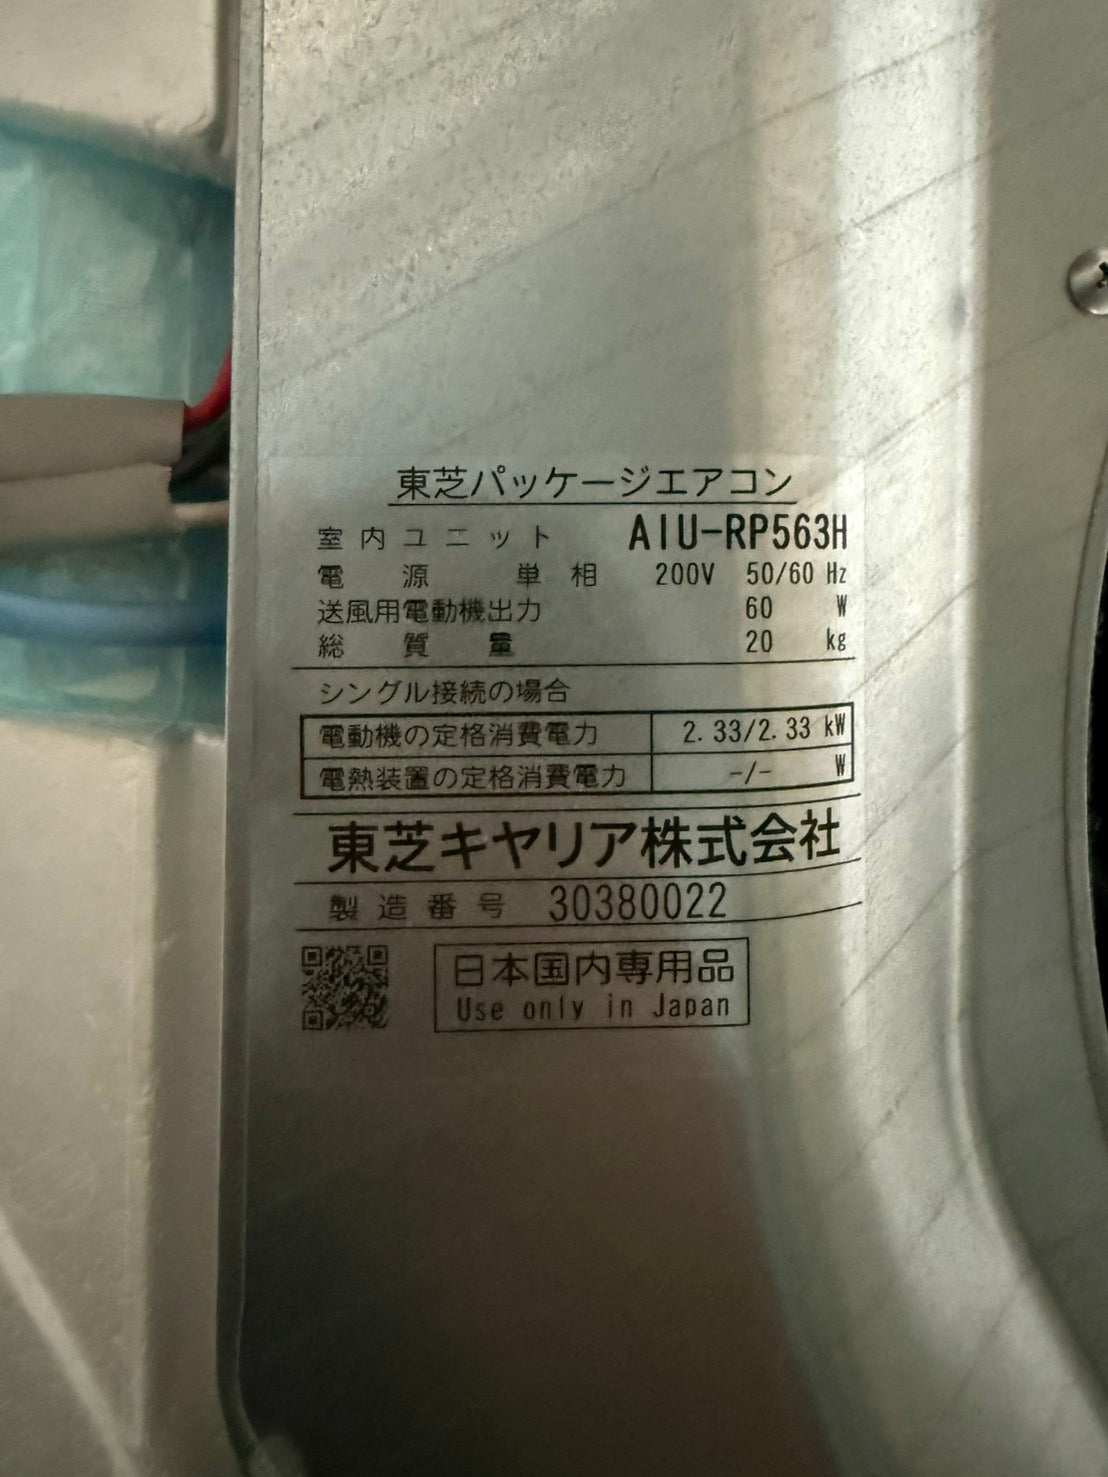 東芝パッケージエアコン
室内ユニット AIU-RP563H
電源 単相 200V 50/60 Hz
送風用電動機出力 60 W
総質量 20 kg
シングル接続の場合
電動機の定格消費電力 2.33/2.33 kW
電熱装置の定格消費電力 -/- W
東芝キヤリア株式会社
製造番号 30380022
日本国内専用品
Use only in Japan